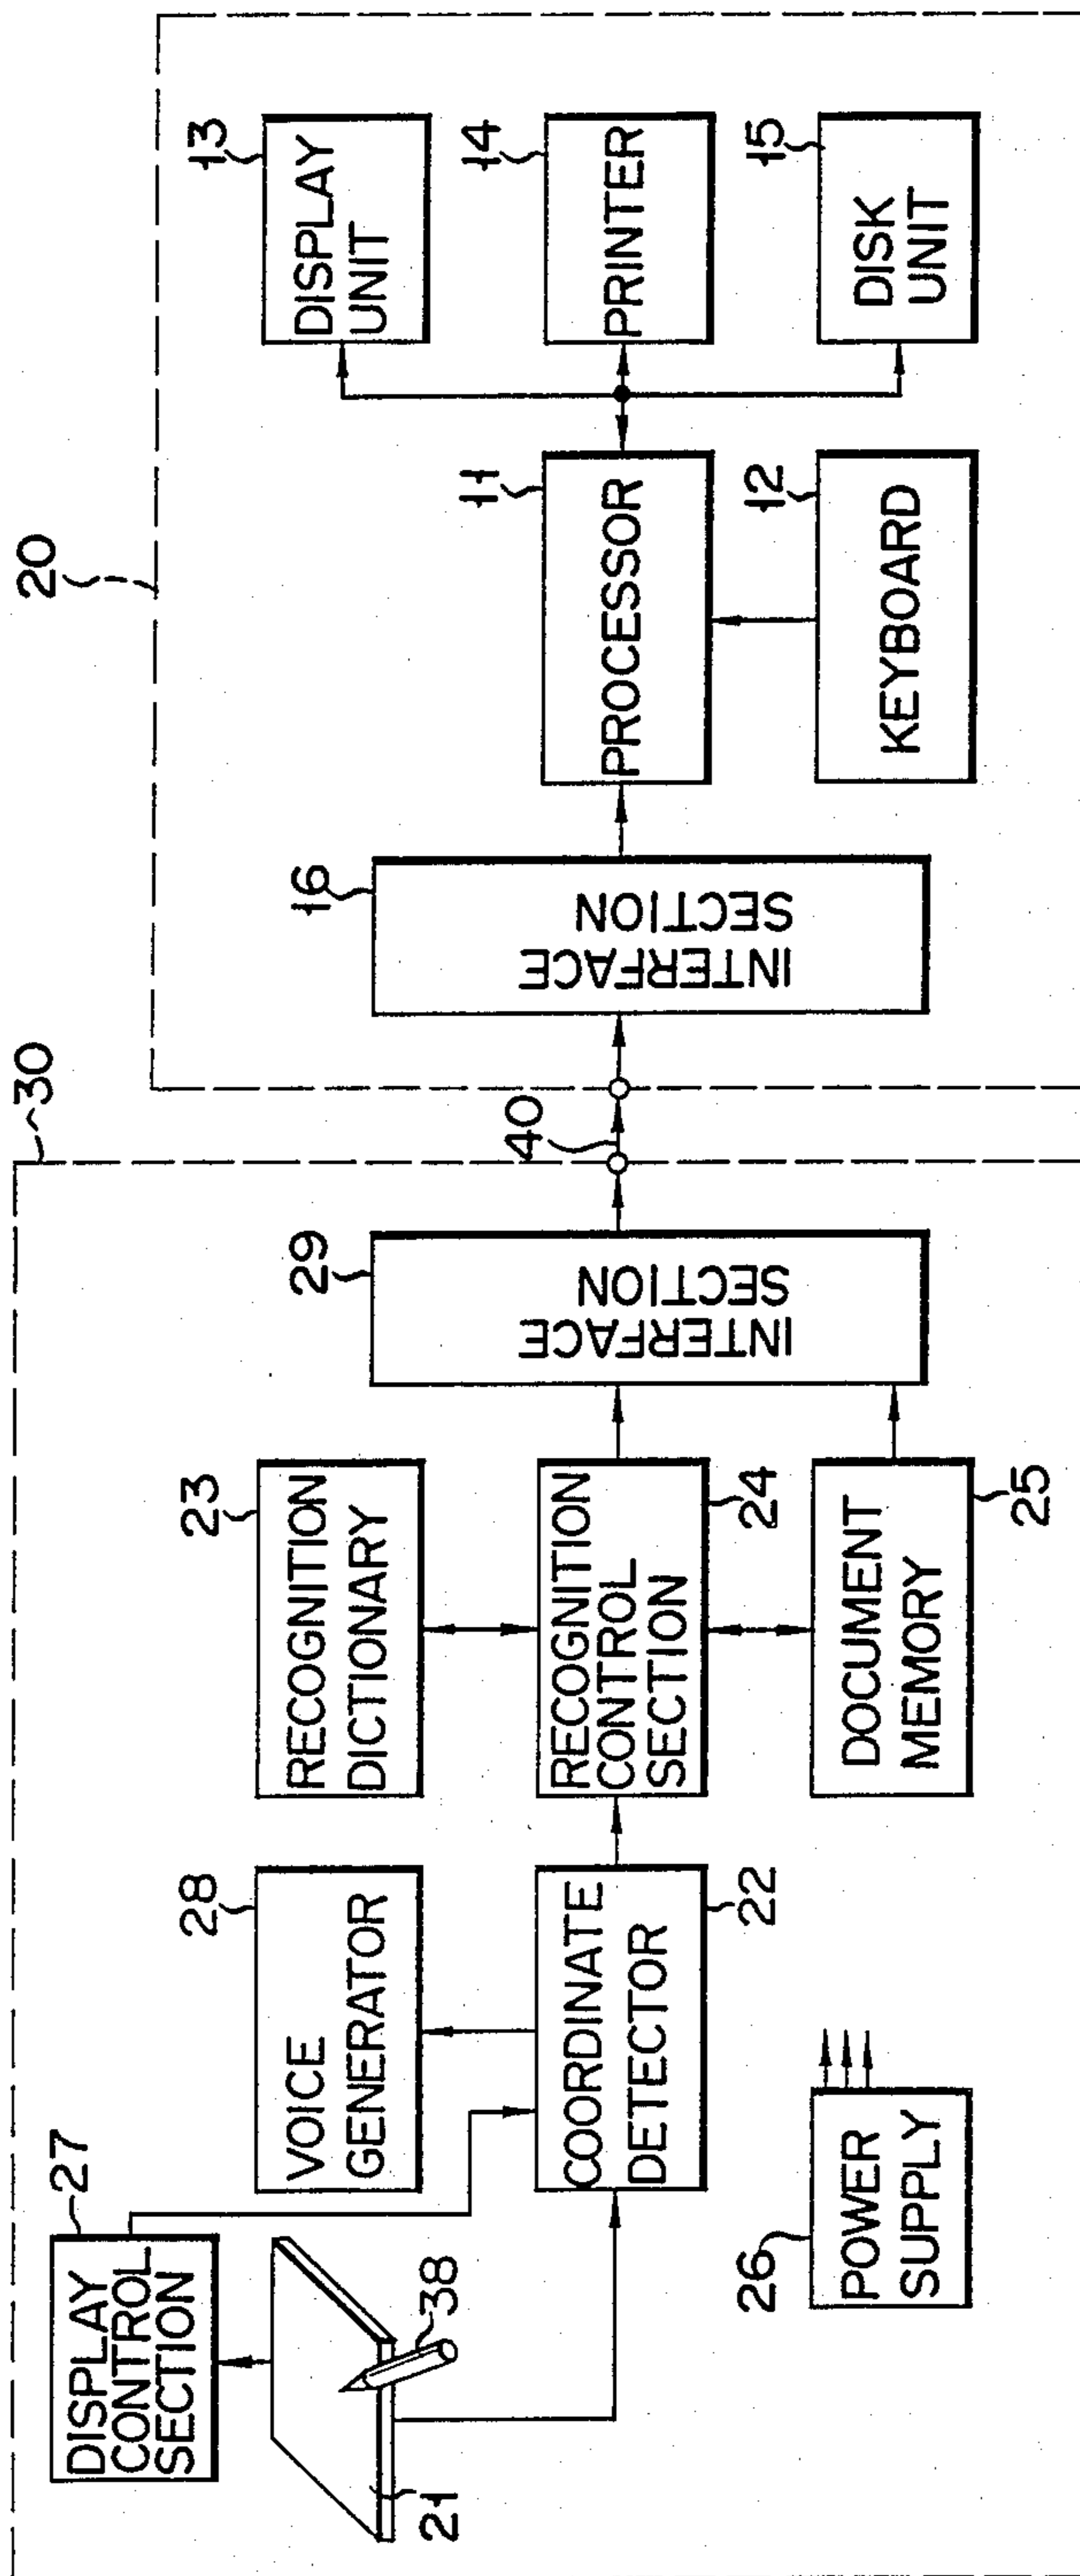 30
27
DISPLAY
CONTROL
SECTION
21
38
28
VOICE
GENERATOR
22
COORDINATE
DETECTOR
26
POWER
SUPPLY
23
RECOGNITION
DICTIONARY
24
RECOGNITION
CONTROL
SECTION
25
DOCUMENT
MEMORY
29
INTERFACE
SECTION
40
20
16
INTERFACE
SECTION
11
PROCESSOR
12
KEYBOARD
13
DISPLAY
UNIT
14
PRINTER
15
DISK
UNIT